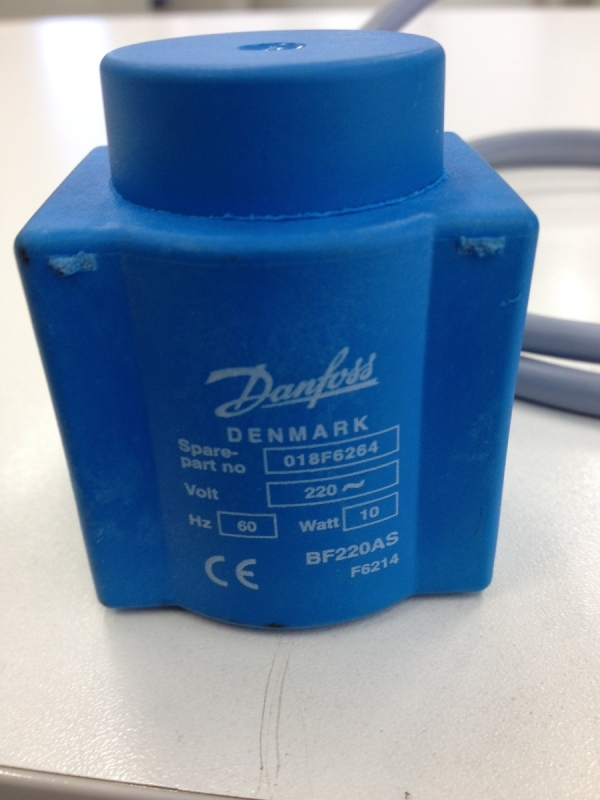 Danfoss
DENMARK
Spare-
part no 018F6264
Volt 220 ~
Hz 60 Watt 10
CE BF220AS
F6214